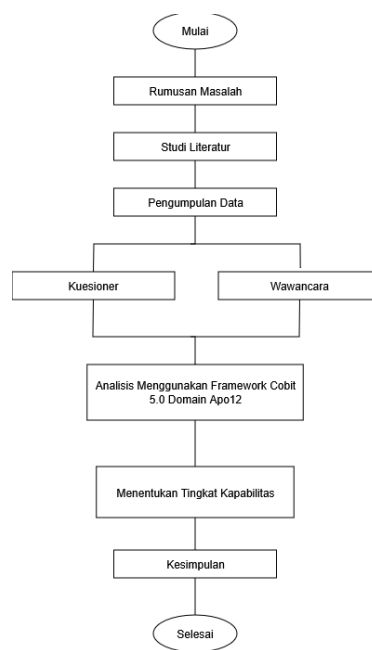 Mulai
Rumusan Masalah
Studi Literatur
Pengumpulan Data
Kuesioner
Wawancara
Analisis Menggunakan Framework Cobit
5.0 Domain Apo12
Menentukan Tingkat Kapabilitas
Kesimpulan
Selesai